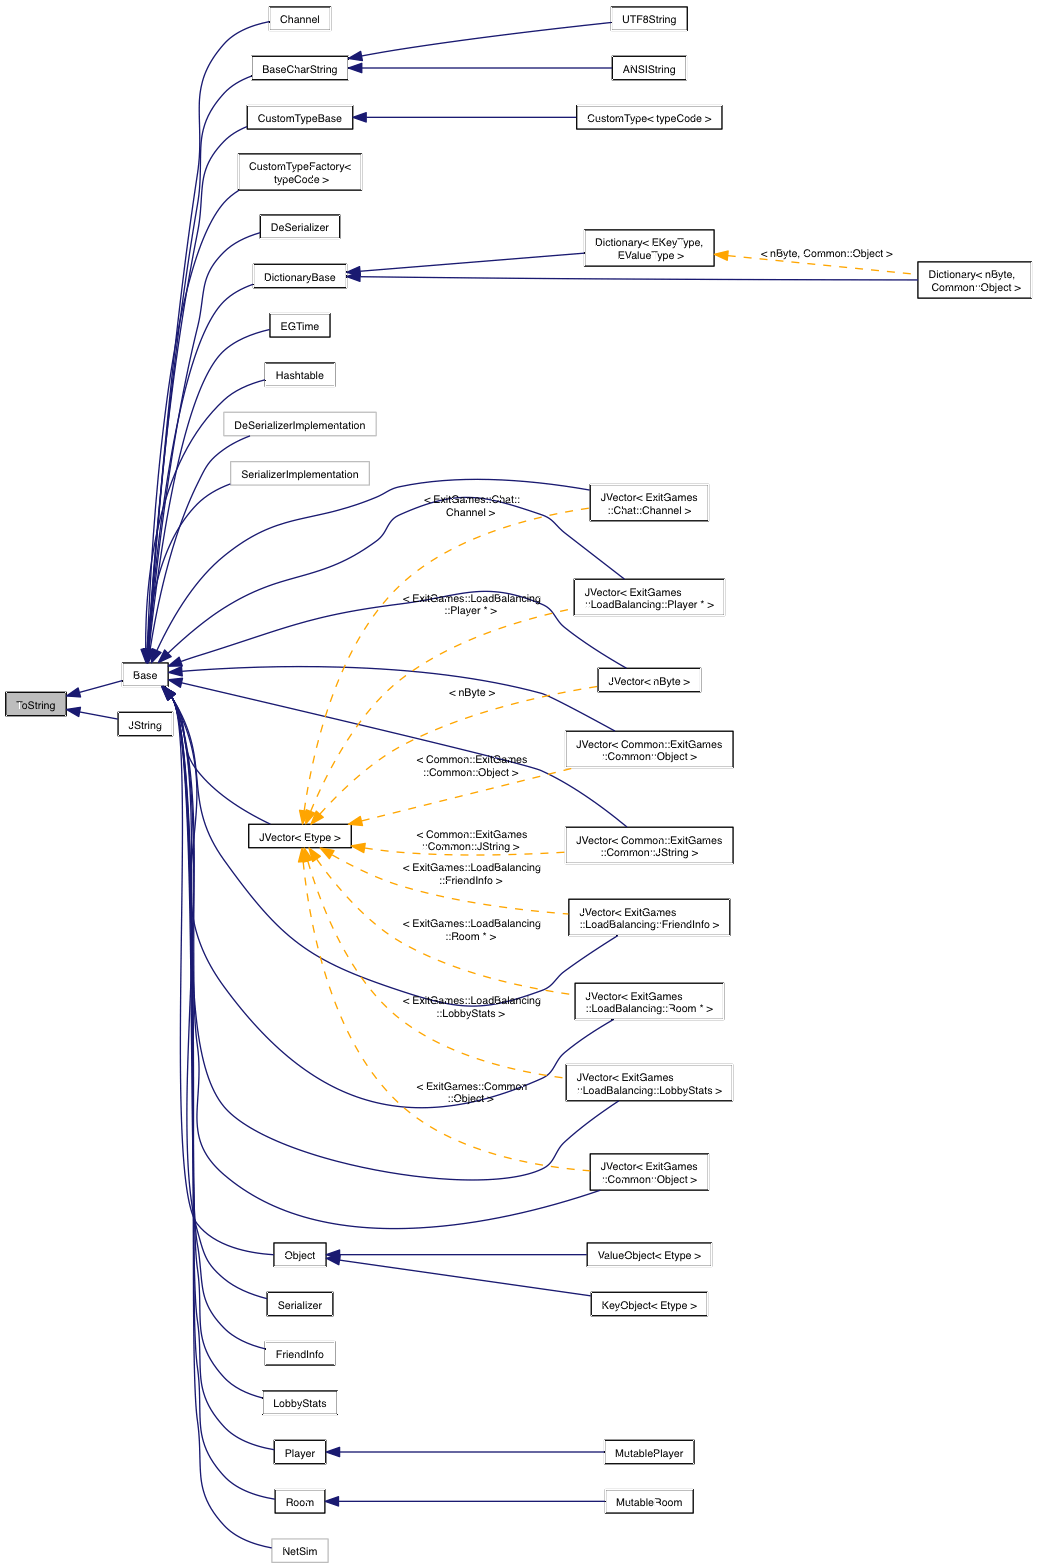 Channel
UTF8String
BaseCharString
ANSIString
CustomTypeBase
CustomType< typeCode >
CustomTypeFactory<
typeCode >
DeSerializer
Dictionary< EKeyType,
EValueType >
< nByte, Common::Object >
DictionaryBase
Dictionary< nByte,
Common::Object >
EGTime
Hashtable
DeSerializerImplementation
SerializerImplementation
< ExitGames::Chat::
Channel >
JVector< ExitGames
::Chat::Channel >
< ExitGames::LoadBalancing
::Player * >
JVector< ExitGames
::LoadBalancing::Player * >
Base
ToString
JString
< nByte >
JVector< nByte >
< Common::ExitGames
::Common::Object >
JVector< Common::ExitGames
::Common::Object >
JVector< Etype >
< Common::ExitGames
::Common::JString >
JVector< Common::ExitGames
::Common::JString >
< ExitGames::LoadBalancing
::FriendInfo >
JVector< ExitGames
::LoadBalancing::FriendInfo >
< ExitGames::LoadBalancing
::Room * >
JVector< ExitGames
::LoadBalancing::Room * >
< ExitGames::LoadBalancing
::LobbyStats >
JVector< ExitGames
::LoadBalancing::LobbyStats >
< ExitGames::Common
::Object >
JVector< ExitGames
::Common::Object >
Object
ValueObject< Etype >
Serializer
KeyObject< Etype >
FriendInfo
LobbyStats
Player
MutablePlayer
Room
MutableRoom
NetSim